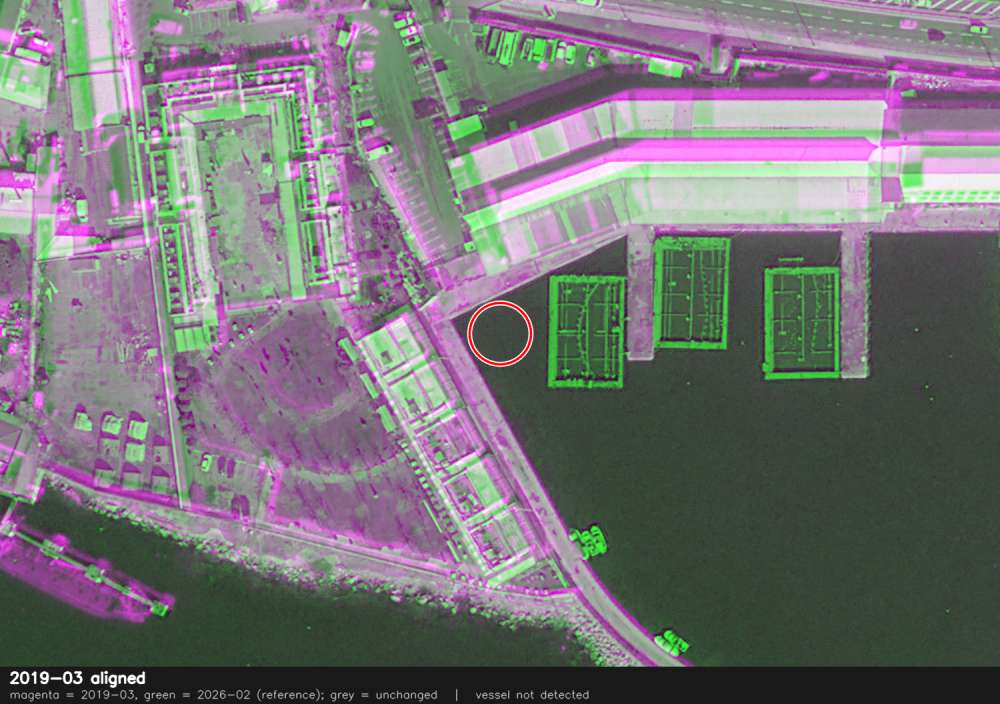 2019-03 aligned
magenta = 2019-03, green = 2026-02 (reference); grey = unchanged | vessel not detected